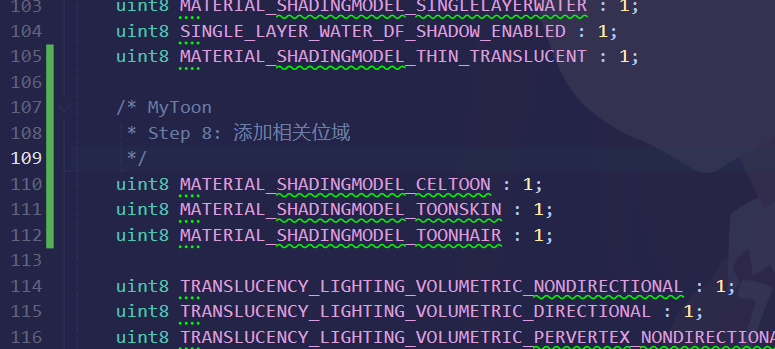 103 uint8 MATERIAL_SHADINGMODEL_SINGLELAYERWATER : 1;
104 uint8 SINGLE_LAYER_WATER_DF_SHADOW_ENABLED : 1;
105 uint8 MATERIAL_SHADINGMODEL_THIN_TRANSLUCENT : 1;
106
107 /* MyToon
108 * Step 8: 添加相关位域
109 */
110 uint8 MATERIAL_SHADINGMODEL_CELTOON : 1;
111 uint8 MATERIAL_SHADINGMODEL_TOONSKIN : 1;
112 uint8 MATERIAL_SHADINGMODEL_TOONHAIR : 1;
113
114 uint8 TRANSLUCENCY_LIGHTING_VOLUMETRIC_NONDIRECTIONAL : 1;
115 uint8 TRANSLUCENCY_LIGHTING_VOLUMETRIC_DIRECTIONAL : 1;
116 uint8 TRANSLUCENCY_LIGHTING_VOLUMETRIC_PERVERTEX_NONDIRECTIONA